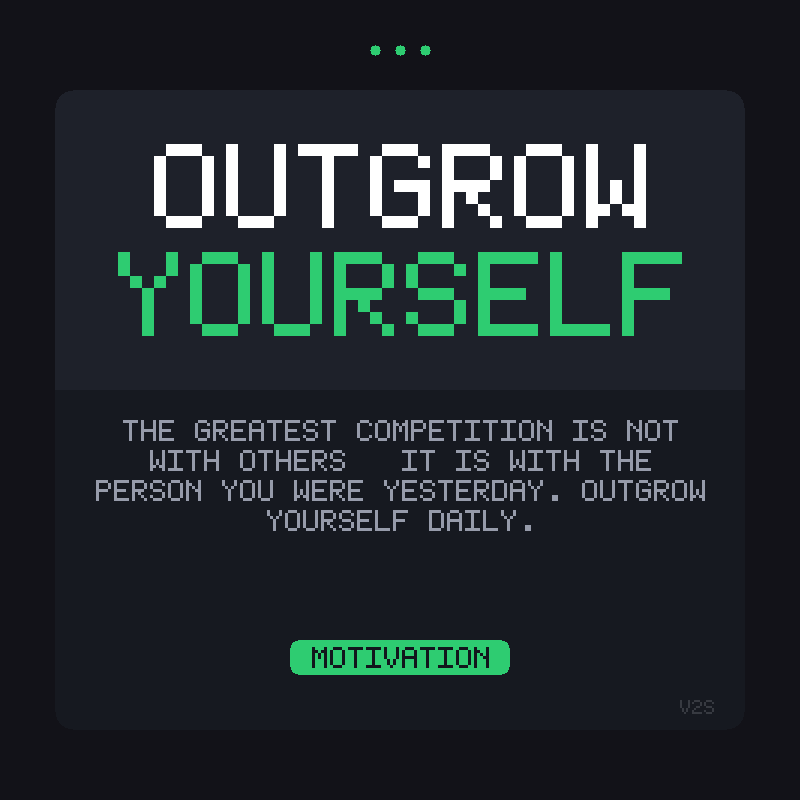 OUTGROW
YOURSELF
THE GREATEST COMPETITION IS NOT
WITH OTHERS   IT IS WITH THE
PERSON YOU WERE YESTERDAY. OUTGROW
YOURSELF DAILY.
MOTIVATION
V2S